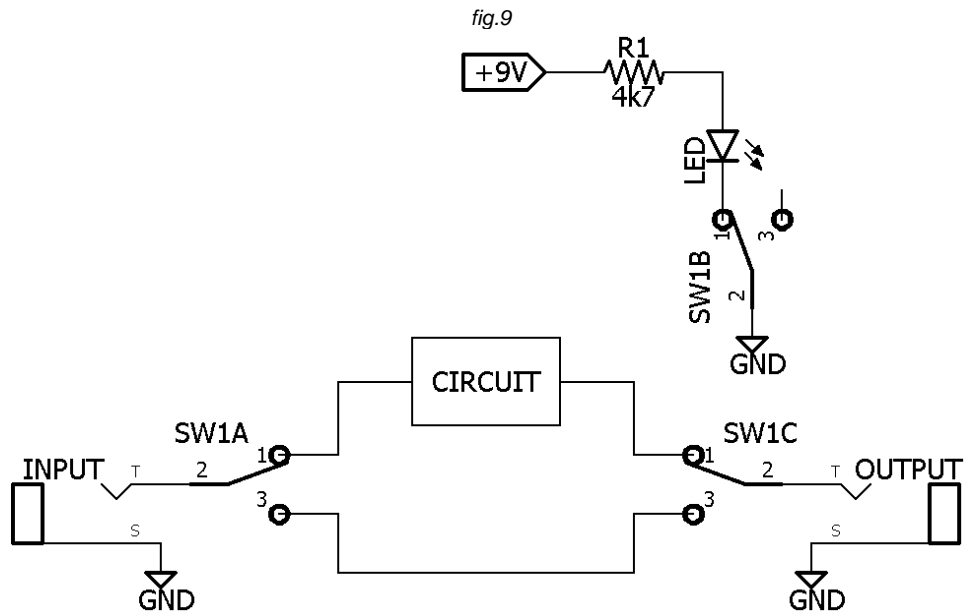 fig.9
R1
+9V
4k7
LED
1
3
SW1B
2
GND
CIRCUIT
SW1A
SW1C
1
2
1
2
INPUT
T
T
OUTPUT
3
3
S
S
GND
GND